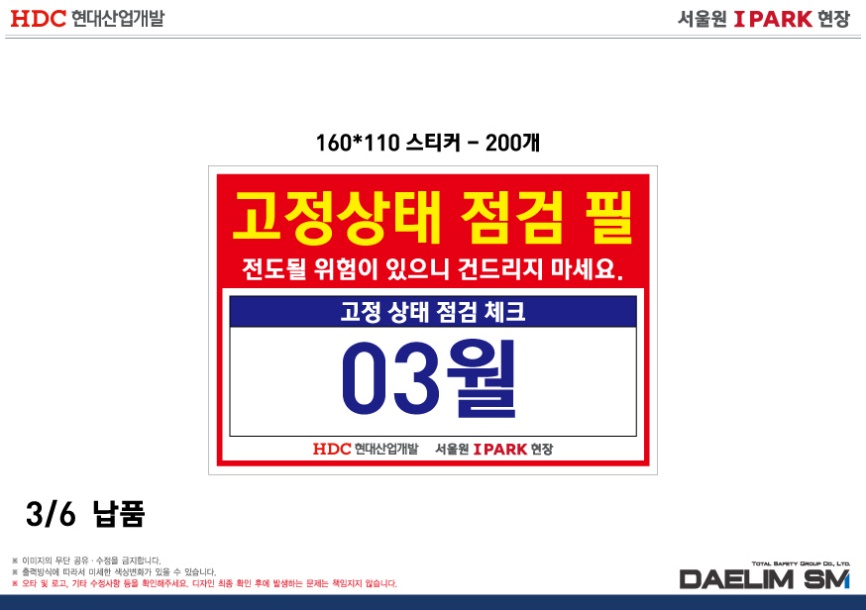 HDC 현대산업개발
서울원 IPARK 현장
160*110 스티커 - 200개
고정상태 점검 필
전도될 위험이 있으니 건드리지 마세요.
고정 상태 점검 체크
03월
HDC 현대산업개발 서울원 IPARK 현장
3/6 납품
※ 이미지의 무단 공유 · 수정을 금지합니다.
※ 출력방식에 따라서 미세한 색상변화가 있을 수 있습니다.
※ 오타 및 로고, 기타 수정사항 등을 확인해주세요. 디자인 최종 확인 후에 발생하는 문제는 책임지지 않습니다.
TOTAL SAFETY GROUP CO., LTD.
DAELIM SM